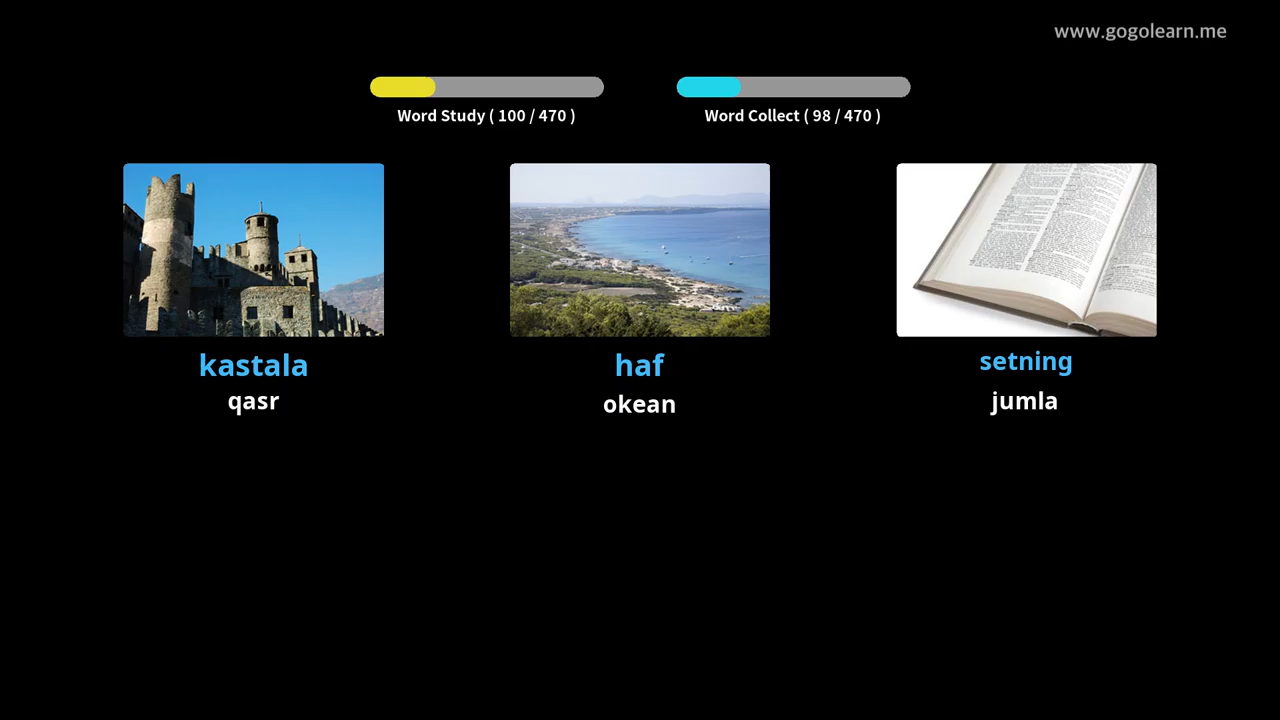 www.gogolearn.me
Word Study ( 100 / 470 )
Word Collect ( 98 / 470 )
kastala
qasr
haf
okean
setning
jumla